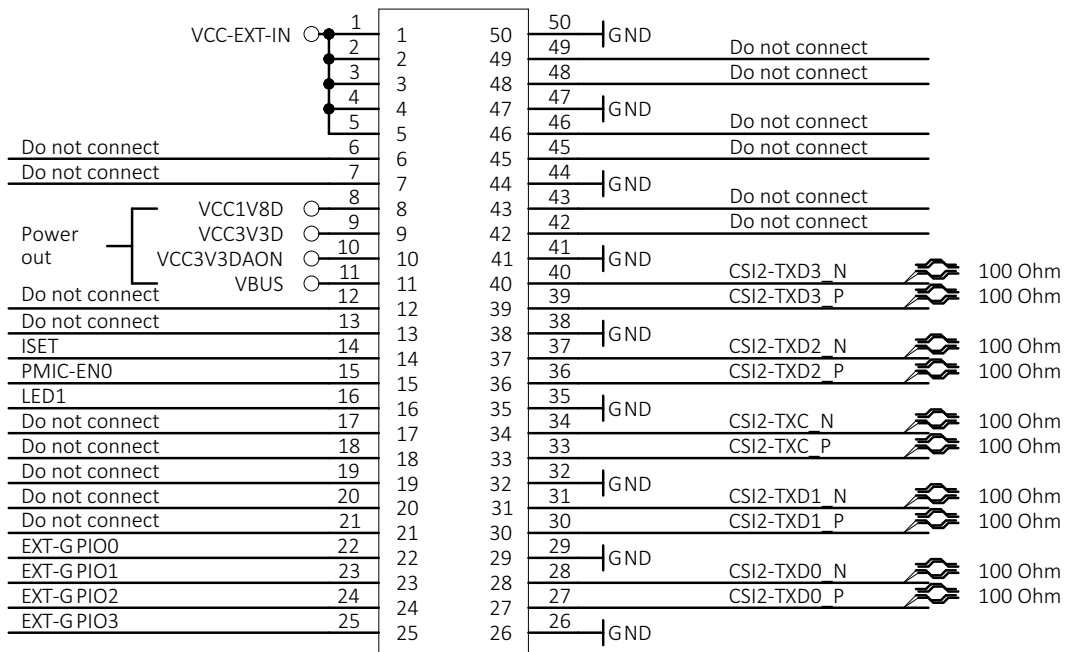 VCC-EXT-IN 1 1 50 50 GND
2 2 49 49 Do not connect
3 3 48 48 Do not connect
4 4 47 47 GND
5 5 46 46 Do not connect
Do not connect 6 6 45 45 Do not connect
Do not connect 7 7 44 44 GND
VCC1V8D 8 8 43 43 Do not connect
Power out VCC3V3D 9 9 42 42 Do not connect
VCC3V3DAON 10 10 41 41 GND
VBUS 11 11 40 40 CSI2-TXD3_N 100 Ohm
Do not connect 12 12 39 39 CSI2-TXD3_P 100 Ohm
Do not connect 13 13 38 38 GND
ISET 14 14 37 37 CSI2-TXD2_N 100 Ohm
PMIC-EN0 15 15 36 36 CSI2-TXD2_P 100 Ohm
LED1 16 16 35 35 GND
Do not connect 17 17 34 34 CSI2-TXC_N 100 Ohm
Do not connect 18 18 33 33 CSI2-TXC_P 100 Ohm
Do not connect 19 19 32 32 GND
Do not connect 20 20 31 31 CSI2-TXD1_N 100 Ohm
Do not connect 21 21 30 30 CSI2-TXD1_P 100 Ohm
EXT-GPIO0 22 22 29 29 GND
EXT-GPIO1 23 23 28 28 CSI2-TXD0_N 100 Ohm
EXT-GPIO2 24 24 27 27 CSI2-TXD0_P 100 Ohm
EXT-GPIO3 25 25 26 26 GND